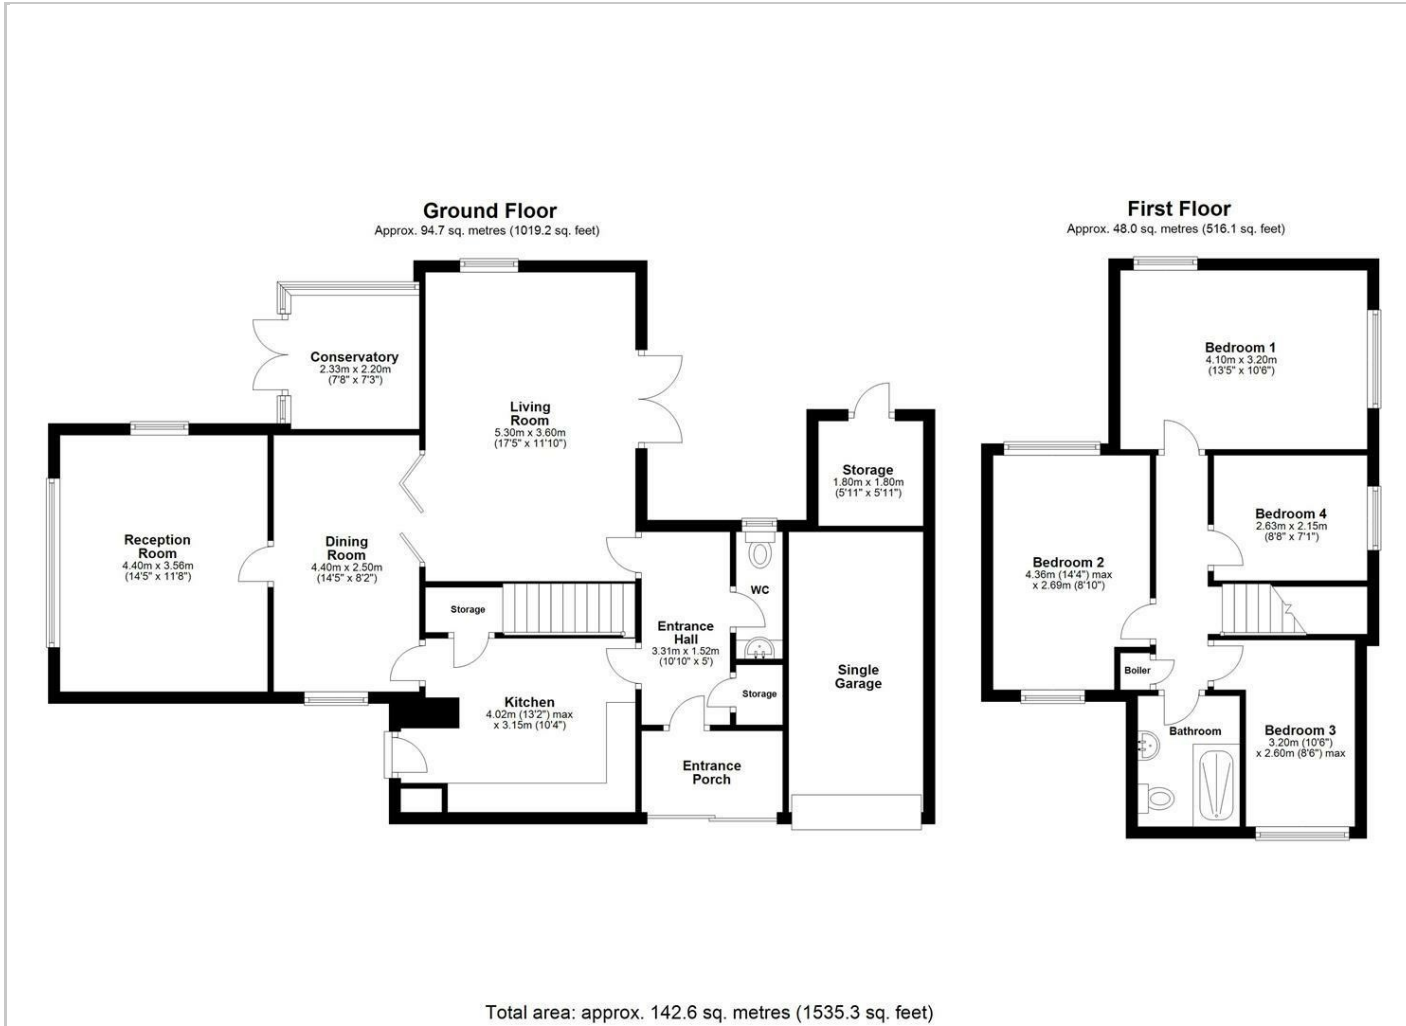 Ground Floor
Approx. 94.7 sq. metres (1019.2 sq. feet)
Conservatory
2.33m x 2.20m
(7'8" x 7'3")
Living
Room
5.30m x 3.60m
(17'5" x 11'10")
Storage
1.80m x 1.80m
(5'11" x 5'11")
Reception
Room
4.40m x 3.56m
(14'5" x 11'8")
Dining
Room
4.40m x 2.50m
(14'5" x 8'2")
Storage
WC
Entrance
Hall
3.31m x 1.52m
(10'10" x 5')
Single
Garage
Kitchen
4.02m (13'2") max
x 3.15m (10'4")
Storage
Entrance
Porch
First Floor
Approx. 48.0 sq. metres (516.1 sq. feet)
Bedroom 1
4.10m x 3.20m
(13'5" x 10'6")
Bedroom 4
2.63m x 2.15m
(8'8" x 7'1")
Bedroom 2
4.36m (14'4") max
x 2.69m (8'10")
Boiler
Bathroom
Bedroom 3
3.20m (10'6")
x 2.60m (8'6") max
Total area: approx. 142.6 sq. metres (1535.3 sq. feet)